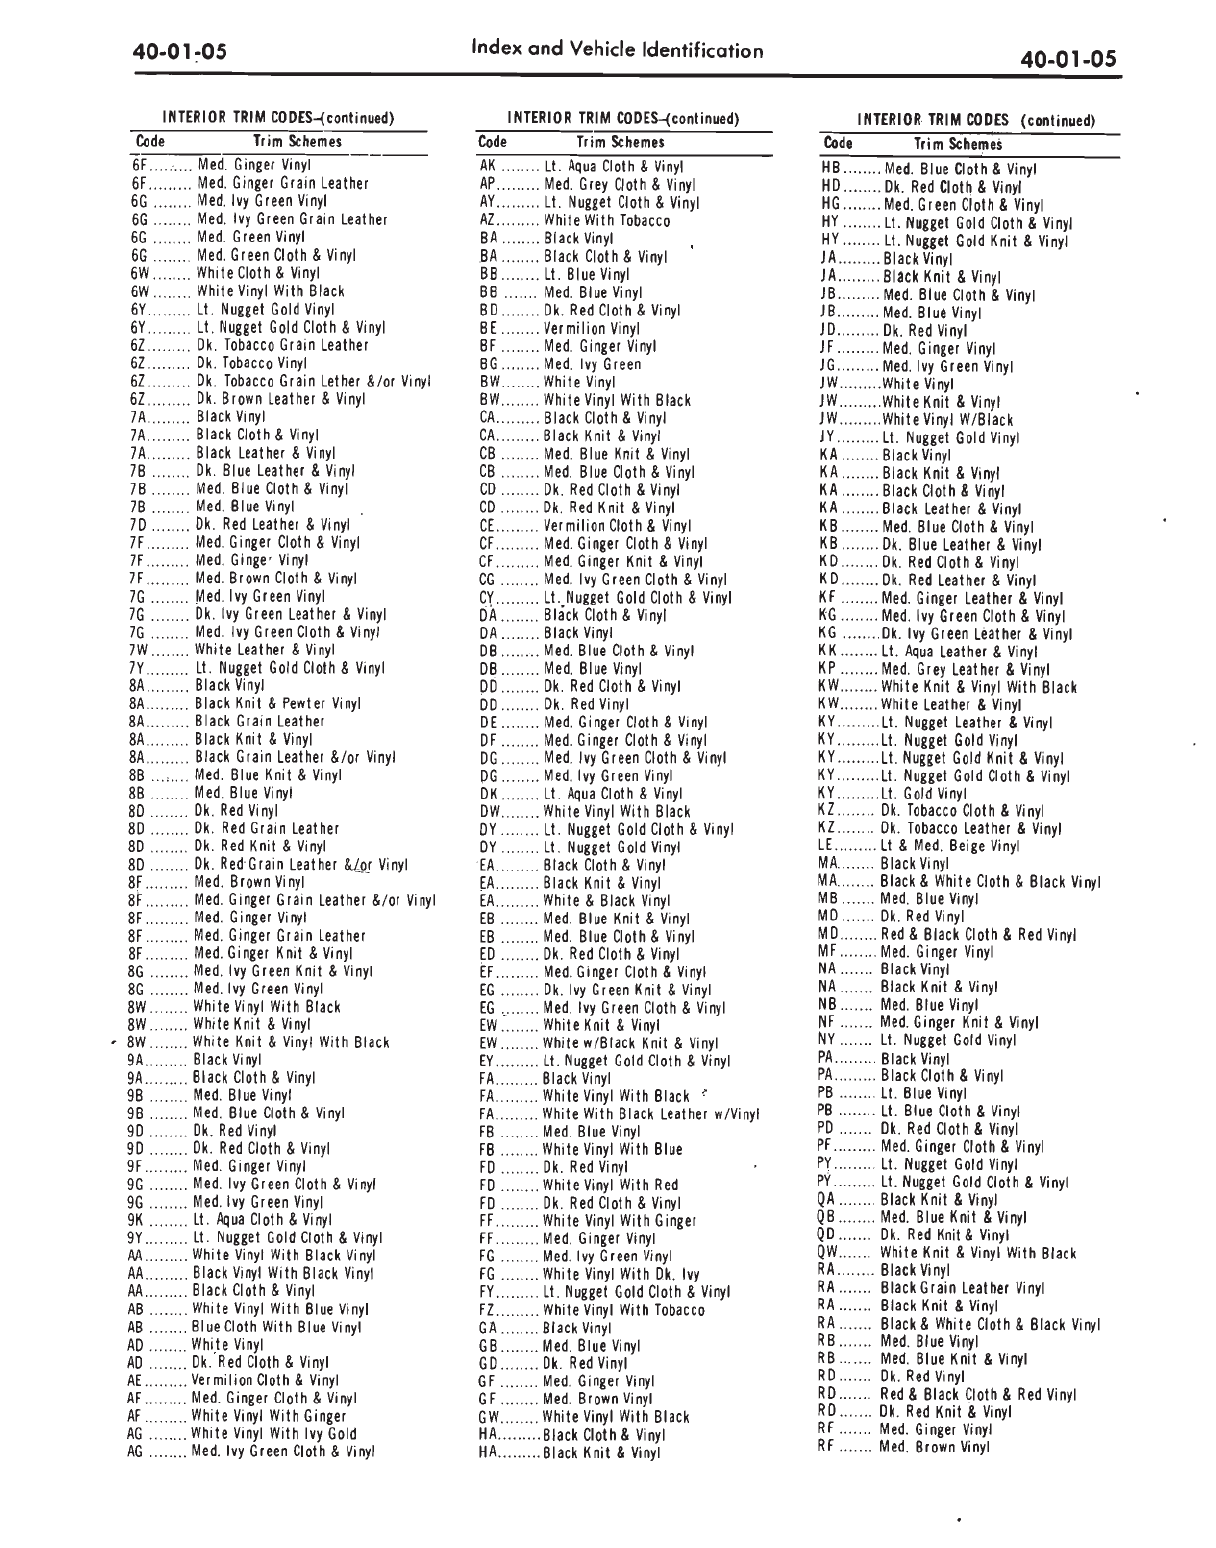 40-01-05 Index and Vehicle Identification 40-01-05
INTERIOR TRIM CODES-(continued)
Code Trim Schemes
6F........ Med. Ginger Vinyl
6F......... Med. Ginger Grain Leather
6G ........ Med. Ivy Green Vinyl
6G ........ Med. Ivy Green Grain Leather
6G ........ Med. Green Vinyl
6G ........ Med. Green Cloth & Vinyl
6W........ White Cloth & Vinyl
6W........ White Vinyl With Black
6Y......... Lt. Nugget Gold Vinyl
6Y......... Lt. Nugget Gold Cloth & Vinyl
6Z......... Dk. Tobacco Grain Leather
6Z......... Dk. Tobacco Vinyl
6Z......... Dk. Tobacco Grain Lether &/or Vinyl
6Z......... Dk. Brown Leather & Vinyl
7A......... Black Vinyl
7A......... Black Cloth & Vinyl
7A......... Black Leather & Vinyl
7B ........ Dk. Blue Leather & Vinyl
7B ........ Med. Blue Cloth & Vinyl
7B ........ Med. Blue Vinyl
7D ........ Dk. Red Leather & Vinyl
7F......... Med. Ginger Cloth & Vinyl
7F......... Med. Ginge' Vinyl
7F......... Med. Brown Cloth & Vinyl
7G ........ Med. Ivy Green Vinyl
7G ........ Dk. Ivy Green Leather & Vinyl
7G ........ Med. Ivy Green Cloth & Vinyl
7W........ White Leather & Vinyl
7Y......... Lt. Nugget Gold Cloth & Vinyl
8A......... Black Vinyl
8A......... Black Knit & Pewter Vinyl
8A......... Black Grain Leather
8A......... Black Knit & Vinyl
8A......... Black Grain Leather &/or Vinyl
8B ........ Med. Blue Knit & Vinyl
8B ........ Med. Blue Vinyl
8D ........ Dk. Red Vinyl
8D ........ Dk. Red Grain Leather
8D ........ Dk. Red Knit & Vinyl
8D ........ Dk. Red Grain Leather &/or Vinyl
8F......... Med. Brown Vinyl
8F......... Med. Ginger Grain Leather &/or Vinyl
8F......... Med. Ginger Vinyl
8F......... Med. Ginger Grain Leather
8F......... Med. Ginger Knit & Vinyl
8G ........ Med. Ivy Green Knit & Vinyl
8G ........ Med. Ivy Green Vinyl
8W........ White Vinyl With Black
8W........ White Knit & Vinyl
8W........ White Knit & Vinyl With Black
9A......... Black Vinyl
9A......... Black Cloth & Vinyl
9B ........ Med. Blue Vinyl
9B ........ Med. Blue Cloth & Vinyl
9D ........ Dk. Red Vinyl
9D ........ Dk. Red Cloth & Vinyl
9F......... Med. Ginger Vinyl
9G ........ Med. Ivy Green Cloth & Vinyl
9G ........ Med. Ivy Green Vinyl
9K ........ Lt. Aqua Cloth & Vinyl
9Y......... Lt. Nugget Gold Cloth & Vinyl
AA......... White Vinyl With Black Vinyl
AA......... Black Vinyl With Black Vinyl
AA......... Black Cloth & Vinyl
AB ........ White Vinyl With Blue Vinyl
AB ........ Blue Cloth With Blue Vinyl
AD ........ White Vinyl
AD ........ Dk. Red Cloth & Vinyl
AE......... Vermilion Cloth & Vinyl
AF......... Med. Ginger Cloth & Vinyl
AF......... White Vinyl With Ginger
AG ........ White Vinyl With Ivy Gold
AG ........ Med. Ivy Green Cloth & Vinyl
INTERIOR TRIM CODES-(continued)
Code Trim Schemes
AK ........ Lt. Aqua Cloth & Vinyl
AP......... Med. Grey Cloth & Vinyl
AY......... Lt. Nugget Cloth & Vinyl
AZ......... White With Tobacco
BA ........ Black Vinyl
BA ........ Black Cloth & Vinyl
BB ........ Lt. Blue Vinyl
BB ....... Med. Blue Vinyl
BD........ Dk. Red Cloth & Vinyl
BE ........ Vermilion Vinyl
BF ........ Med. Ginger Vinyl
BG ........ Med. Ivy Green
BW........ White Vinyl
BW........ White Vinyl With Black
CA......... Black Cloth & Vinyl
CA......... Black Knit & Vinyl
CB ........ Med. Blue Knit & Vinyl
CB ........ Med. Blue Cloth & Vinyl
CD ........ Dk. Red Cloth & Vinyl
CD ........ Dk. Red Knit & Vinyl
CE......... Vermilion Cloth & Vinyl
CF......... Med. Ginger Cloth & Vinyl
CF......... Med. Ginger Knit & Vinyl
CG ........ Med. Ivy Green Cloth & Vinyl
CY......... Lt. Nugget Gold Cloth & Vinyl
DA ........ Black Cloth & Vinyl
DA ........ Black Vinyl
DB ........ Med. Blue Cloth & Vinyl
DB ........ Med. Blue Vinyl
DD........ Dk. Red Cloth & Vinyl
DD........ Dk. Red Vinyl
DE ........ Med. Ginger Cloth & Vinyl
DF ........ Med. Ginger Cloth & Vinyl
DG........ Med. Ivy Green Cloth & Vinyl
DG........ Med. Ivy Green Vinyl
DK ........ Lt. Aqua Cloth & Vinyl
DW........ White Vinyl With Black
DY ........ Lt. Nugget Gold Cloth & Vinyl
DY ........ Lt. Nugget Gold Vinyl
EA......... Black Cloth & Vinyl
EA......... Black Knit & Vinyl
EA......... White & Black Vinyl
EB ........ Med. Blue Knit & Vinyl
EB ........ Med. Blue Cloth & Vinyl
ED ........ Dk. Red Cloth & Vinyl
EF......... Med. Ginger Cloth & Vinyl
EG ........ Dk. Ivy Green Knit & Vinyl
EG ........ Med. Ivy Green Cloth & Vinyl
EW ........ White Knit & Vinyl
EW ........ White w/Black Knit & Vinyl
EY......... Lt. Nugget Gold Cloth & Vinyl
FA......... Black Vinyl
FA......... White Vinyl With Black
FA......... White With Black Leather w/Vinyl
FB ........ Med. Blue Vinyl
FB ........ White Vinyl With Blue
FD ........ Dk. Red Vinyl
FD ........ White Vinyl With Red
FD ........ Dk. Red Cloth & Vinyl
FF......... White Vinyl With Ginger
FF......... Med. Ginger Vinyl
FG ........ Med. Ivy Green Vinyl
FG ........ White Vinyl With Dk. Ivy
FY......... Lt. Nugget Gold Cloth & Vinyl
FZ......... White Vinyl With Tobacco
GA ........ Black Vinyl
GB........ Med. Blue Vinyl
GD........ Dk. Red Vinyl
GF ........ Med. Ginger Vinyl
GF ........ Med. Brown Vinyl
GW........ White Vinyl With Black
HA......... Black Cloth & Vinyl
HA......... Black Knit & Vinyl
INTERIOR TRIM CODES (continued)
Code Trim Schemes
HB........ Med. Blue Cloth & Vinyl
HD........ Dk. Red Cloth & Vinyl
HG........ Med. Green Cloth & Vinyl
HY ........ Lt. Nugget Gold Cloth & Vinyl
HY ........ Lt. Nugget Gold Knit & Vinyl
JA......... Black Vinyl
JA......... Black Knit & Vinyl
JB......... Med. Blue Cloth & Vinyl
JB......... Med. Blue Vinyl
JD......... Dk. Red Vinyl
JF ......... Med. Ginger Vinyl
JG......... Med. Ivy Green Vinyl
JW......... White Vinyl
JW......... White Knit & Vinyl
JW......... White Vinyl W/Black
JY ......... Lt. Nugget Gold Vinyl
KA ........ Black Vinyl
KA ........ Black Knit & Vinyl
KA ........ Black Cloth & Vinyl
KA ........ Black Leather & Vinyl
KB ........ Med. Blue Cloth & Vinyl
KB ........ Dk. Blue Leather & Vinyl
KD........ Dk. Red Cloth & Vinyl
KD........ Dk. Red Leather & Vinyl
KF ........ Med. Ginger Leather & Vinyl
KG ........ Med. Ivy Green Cloth & Vinyl
KG ........ Dk. Ivy Green Leather & Vinyl
KK ........ Lt. Aqua Leather & Vinyl
KP ........ Med. Grey Leather & Vinyl
KW........ White Knit & Vinyl With Black
KW........ White Leather & Vinyl
KY......... Lt. Nugget Leather & Vinyl
KY......... Lt. Nugget Gold Vinyl
KY......... Lt. Nugget Gold Knit & Vinyl
KY......... Lt. Nugget Gold Cloth & Vinyl
KY ......... Lt. Gold Vinyl
KZ ........ Dk. Tobacco Cloth & Vinyl
KZ ........ Dk. Tobacco Leather & Vinyl
LE......... Lt & Med. Beige Vinyl
MA........ Black Vinyl
MA........ Black & White Cloth & Black Vinyl
MB ....... Med. Blue Vinyl
MD ....... Dk. Red Vinyl
MD........ Red & Black Cloth & Red Vinyl
MF ........ Med. Ginger Vinyl
NA ....... Black Vinyl
NA ....... Black Knit & Vinyl
NB ....... Med. Blue Vinyl
NF ....... Med. Ginger Knit & Vinyl
NY ....... Lt. Nugget Gold Vinyl
PA......... Black Vinyl
PA......... Black Cloth & Vinyl
PB ........ Lt. Blue Vinyl
PB ........ Lt. Blue Cloth & Vinyl
PD ....... Dk. Red Cloth & Vinyl
PF......... Med. Ginger Cloth & Vinyl
PY......... Lt. Nugget Gold Vinyl
PY......... Lt. Nugget Gold Cloth & Vinyl
QA ........ Black Knit & Vinyl
QB ........ Med. Blue Knit & Vinyl
QD ....... Dk. Red Knit & Vinyl
QW....... White Knit & Vinyl With Black
RA........ Black Vinyl
RA ....... Black Grain Leather Vinyl
RA ....... Black Knit & Vinyl
RA ....... Black & White Cloth & Black Vinyl
RB ....... Med. Blue Vinyl
RB ....... Med. Blue Knit & Vinyl
RD ....... Dk. Red Vinyl
RD ....... Red & Black Cloth & Red Vinyl
RD ....... Dk. Red Knit & Vinyl
RF ....... Med. Ginger Vinyl
RF ....... Med. Brown Vinyl